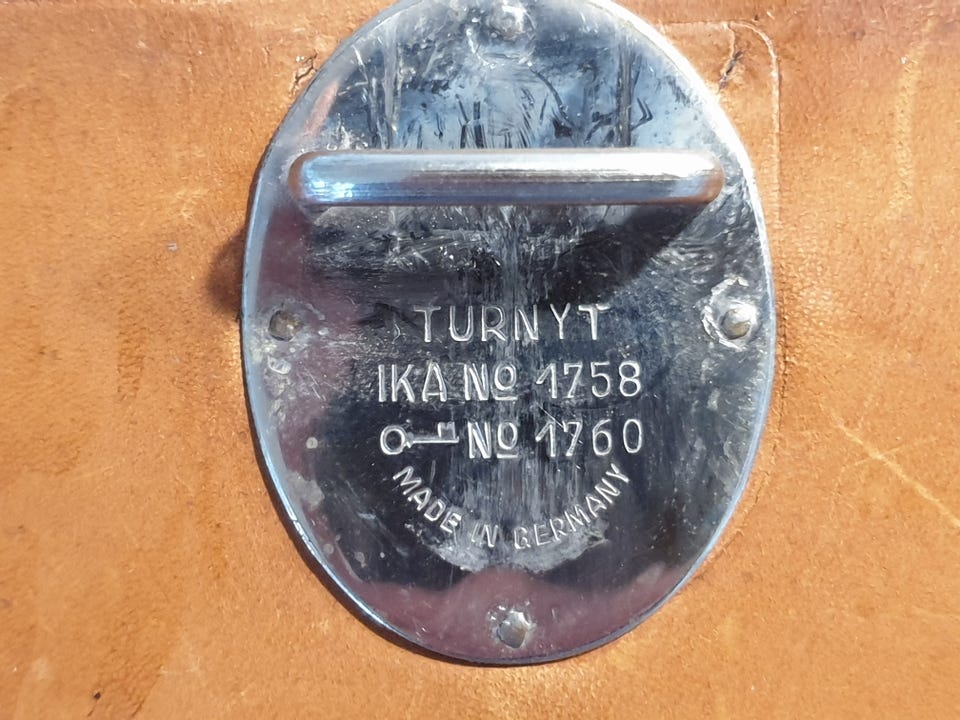 TURNYT
IKA No 1758
No 1760
MADE IN GERMANY